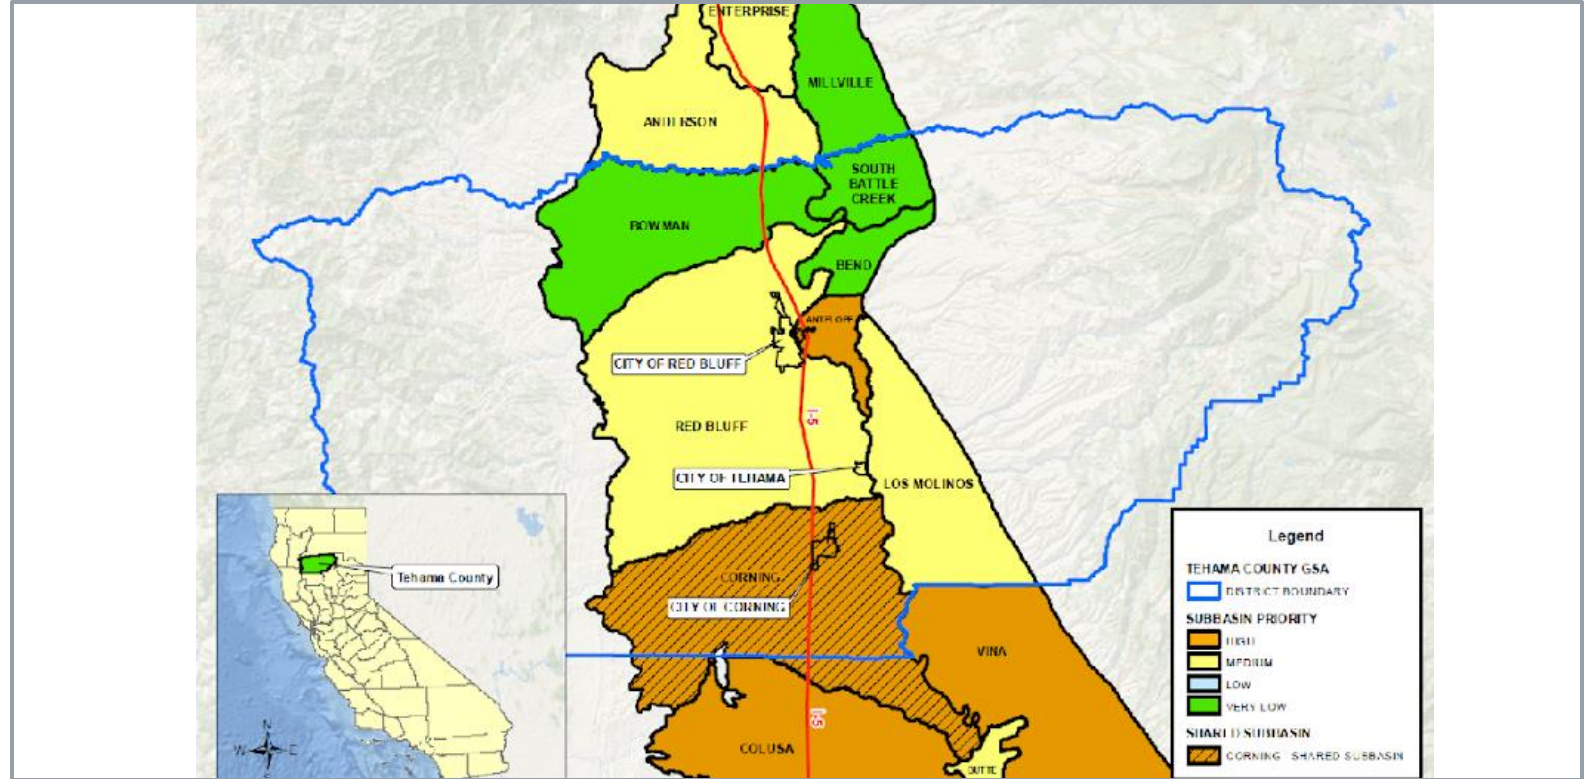 ENTERPRISE
MILLVILLE
ANDERSON
SOUTH
BATTLE
CREEK
BOWMAN
BEND
ANTELOPE
CITY OF RED BLUFF
I-5
RED BLUFF
CITY OF TEHAMA
LOS MOLINOS
CORNING
CITY OF CORNING
VINA
I-5
COLUSA
BUTTE
Tehama County
N
W
E
S
Legend
TEHAMA COUNTY GSA
DISTRICT BOUNDARY
SUBBASIN PRIORITY
HIGH
MEDIUM
LOW
VERY LOW
SHARED SUBBASIN
CORNING - SHARED SUBBASIN